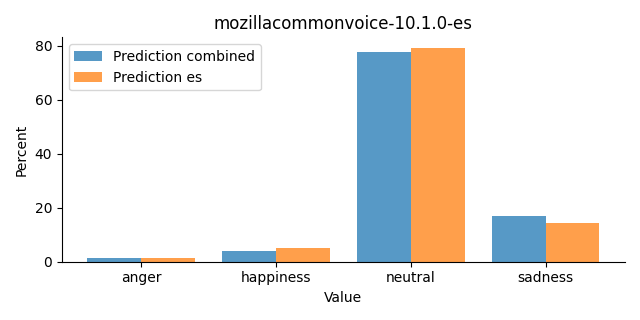 mozillacommonvoice-10.1.0-es
Prediction combined
Prediction es
Percent
80
60
40
20
0
anger happiness neutral sadness
Value